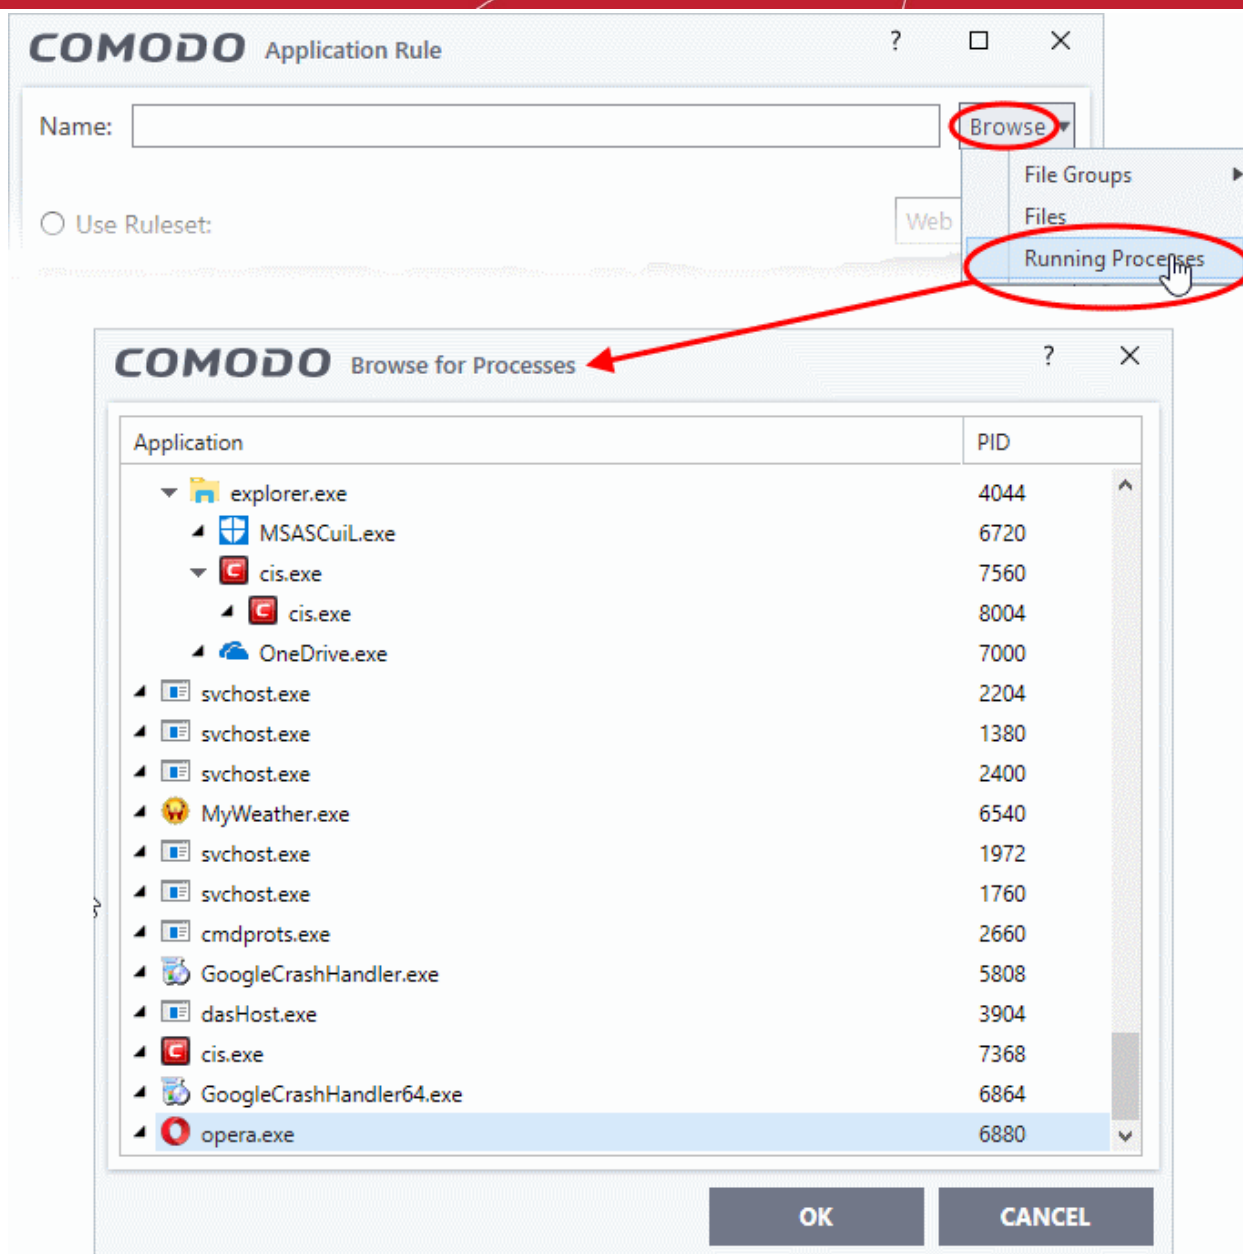 COMODO Application Rule ?
Name: Browse
File Groups
Files
Use Ruleset: Web
Running Processes
COMODO Browse for Processes ?
Application PID
explorer.exe 4044
MSASCuiL.exe 6720
cis.exe 7560
cis.exe 8004
OneDrive.exe 7000
svchost.exe 2204
svchost.exe 1380
svchost.exe 2400
MyWeather.exe 6540
svchost.exe 1972
svchost.exe 1760
cmdprots.exe 2660
GoogleCrashHandler.exe 5808
dasHost.exe 3904
cis.exe 7368
GoogleCrashHandler64.exe 6864
opera.exe 6880
OK CANCEL